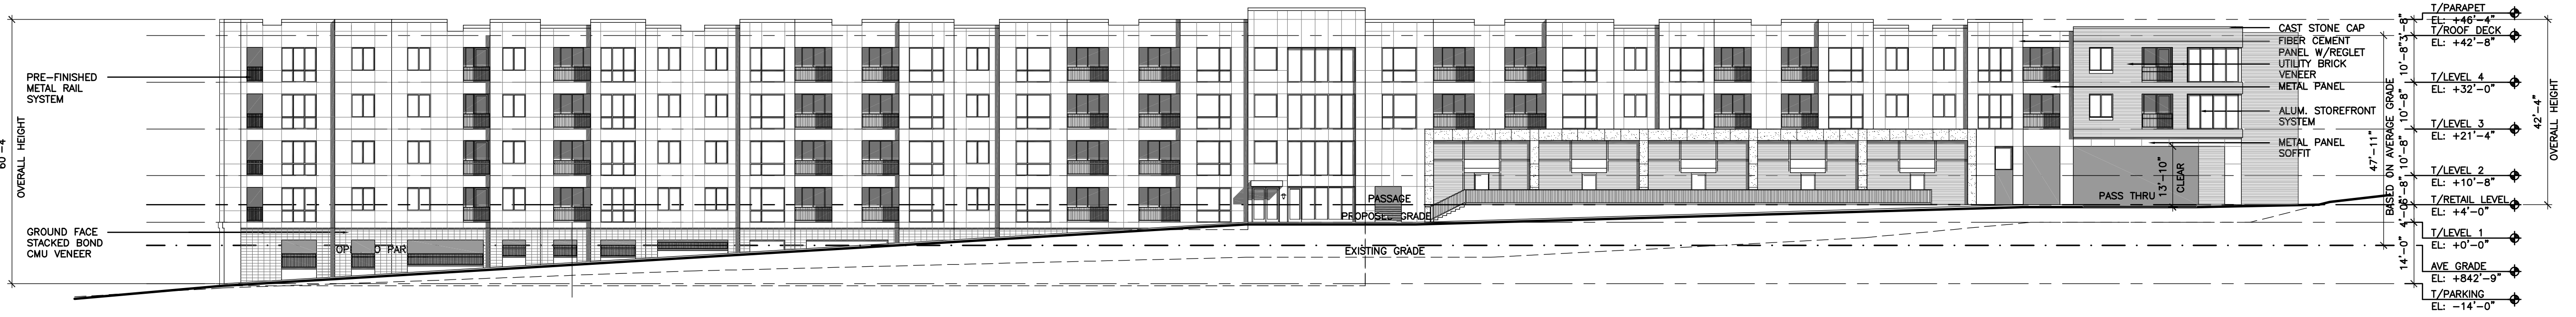 60'-4
OVERALL HEIGHT
PRE-FINISHED
METAL RAIL
SYSTEM
GROUND FACE
STACKED BOND
CMU VENEER
PASSAGE
PROPOSED GRADE
EXISTING GRADE
PASS THRU
13'-10"
CLEAR
CAST STONE CAP
FIBER CEMENT
PANEL W/REGLET
UTILITY BRICK
VENEER
METAL PANEL
ALUM. STOREFRONT
SYSTEM
METAL PANEL
SOFFIT
47'-11"
BASED ON AVERAGE GRADE
3'-8"
10'-8"
10'-8"
10'-8"
6'-8"
4'-0"
14'-0"
T/PARAPET
EL: +46'-4"
T/ROOF DECK
EL: +42'-8"
T/LEVEL 4
EL: +32'-0"
T/LEVEL 3
EL: +21'-4"
T/LEVEL 2
EL: +10'-8"
T/RETAIL LEVEL
EL: +4'-0"
T/LEVEL 1
EL: +0'-0"
AVE GRADE
EL: +842'-9"
T/PARKING
EL: -14'-0"
42'-4"
OVERALL HEIGHT